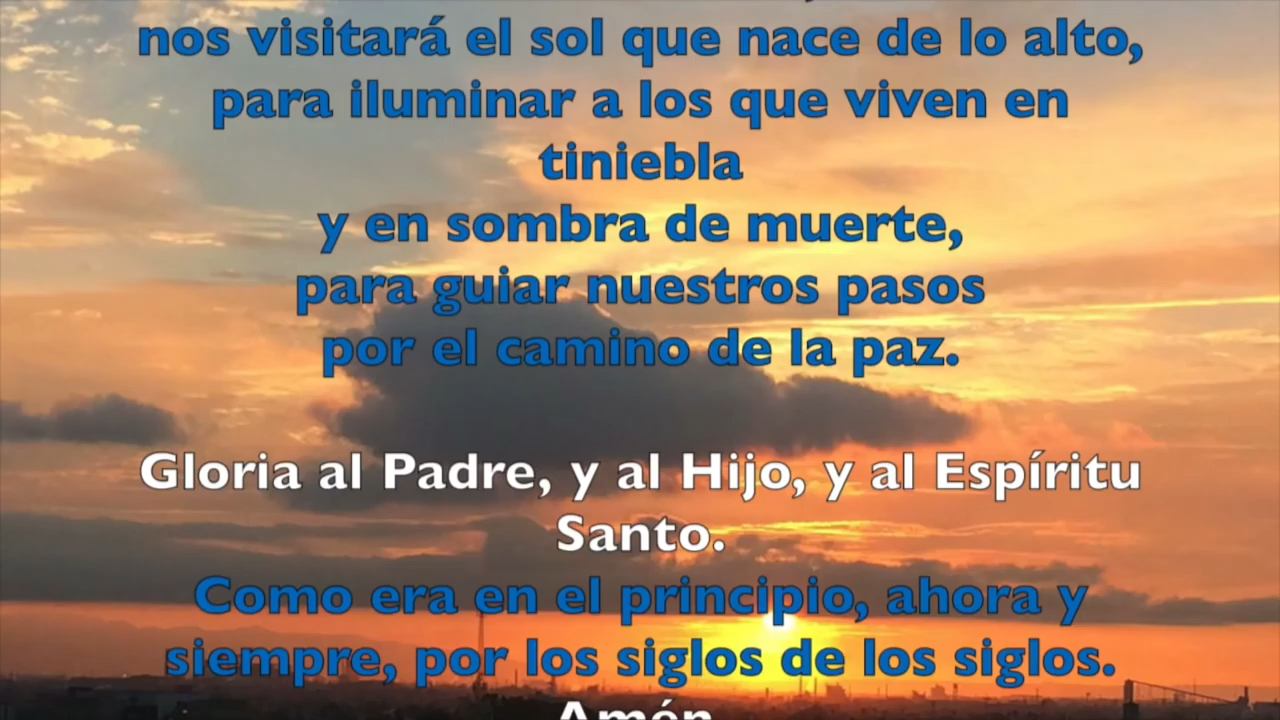 nos visitará el sol que nace de lo alto,
para iluminar a los que viven en
tiniebla
y en sombra de muerte,
para guiar nuestros pasos
por el camino de la paz.
Gloria al Padre, y al Hijo, y al Espíritu
Santo.
Como era en el principio, ahora y
siempre, por los siglos de los siglos.
Amén